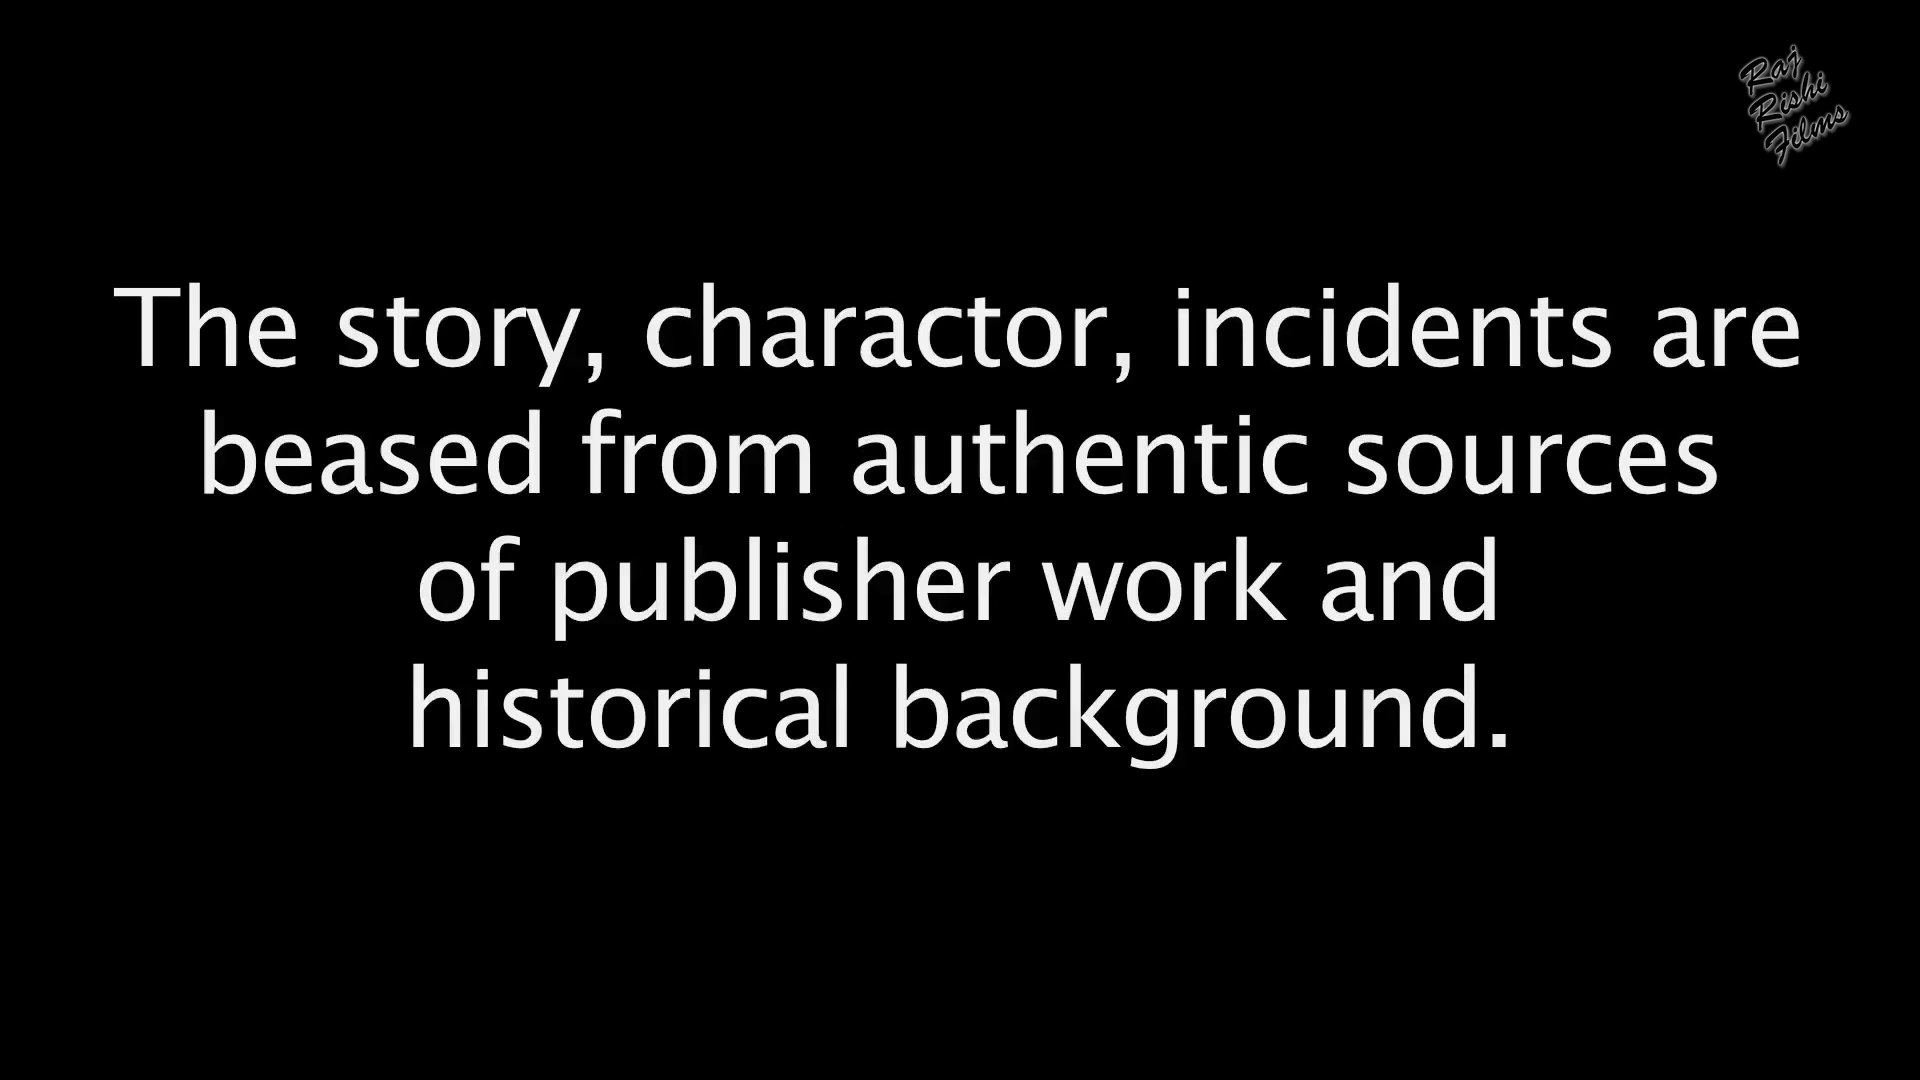 Raj
Rishi
Films
The story, charactor, incidents are
beased from authentic sources
of publisher work and
historical background.